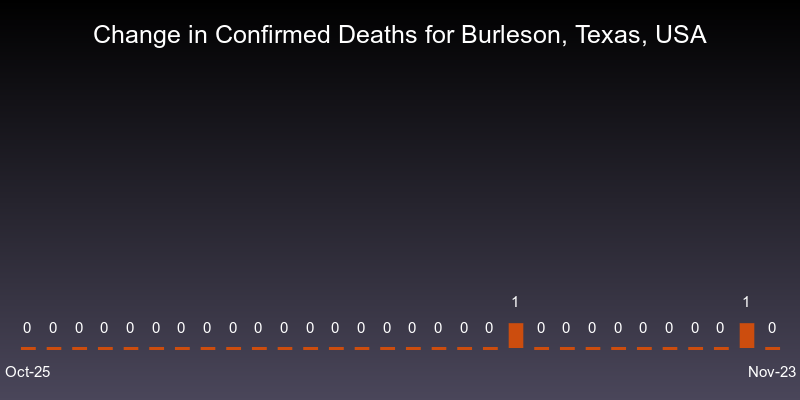 Change in Confirmed Deaths for Burleson, Texas, USA
1 1
0 0 0 0 0 0 0 0 0 0 0 0 0 0 0 0 0 0 0 0 0 0 0 0 0 0 0 0
Oct-25 Nov-23